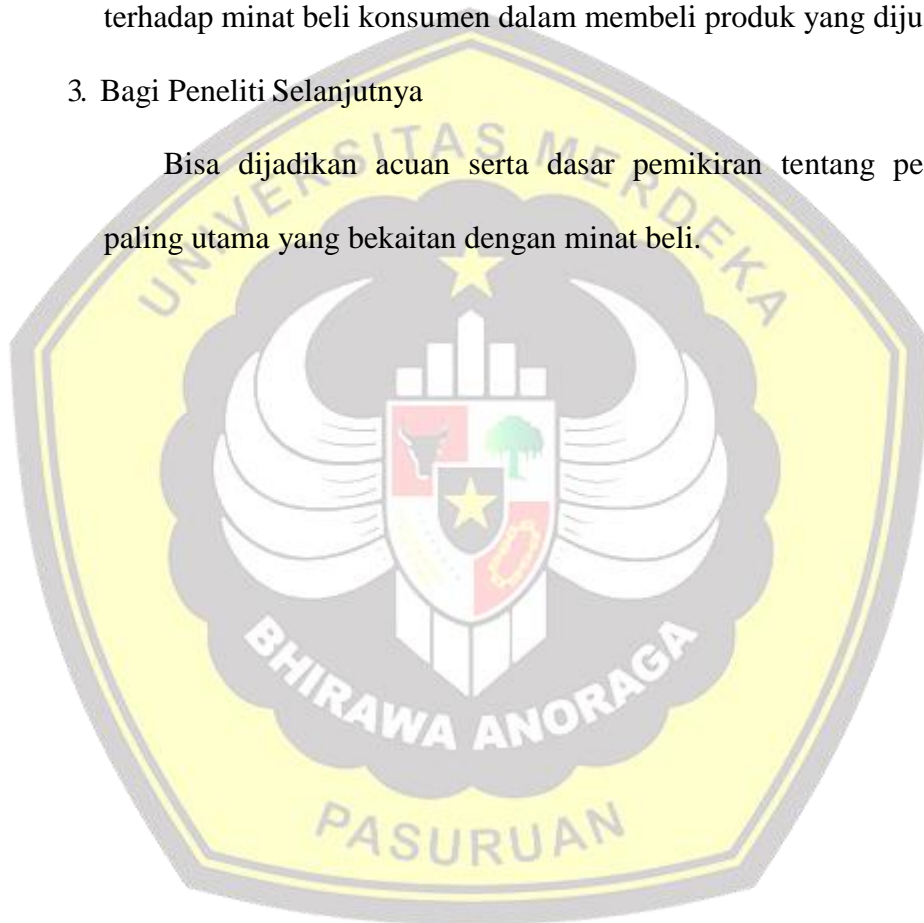 terhadap minat beli konsumen dalam membeli produk yang diju
3. Bagi Peneliti Selanjutnya
Bisa dijadikan acuan serta dasar pemikiran tentang pe
paling utama yang bekaitan dengan minat beli.
UNIVERSITAS MERDEKA
BHIRAWA ANORAGA
PASURUAN